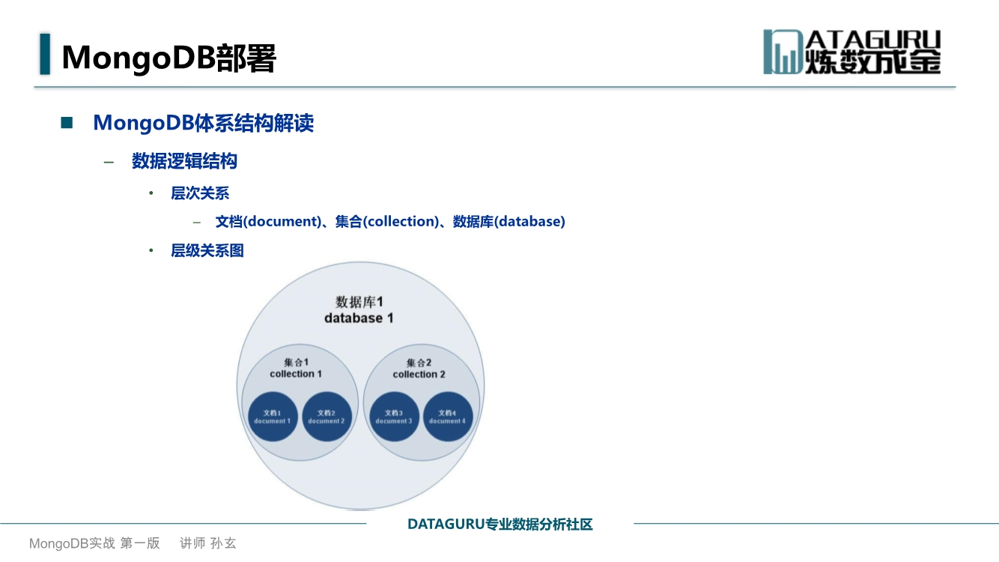 MongoDB部署
DATAGURU
炼数成金
MongoDB体系结构解读
数据逻辑结构
层次关系
文档(document)、集合(collection)、数据库(database)
层级关系图
数据库1
database 1
集合1
collection 1
集合2
collection 2
文档1
document 1
文档2
document 2
文档3
document 3
文档4
document 4
DATAGURU专业数据分析社区
MongoDB实战 第一版 讲师 孙玄